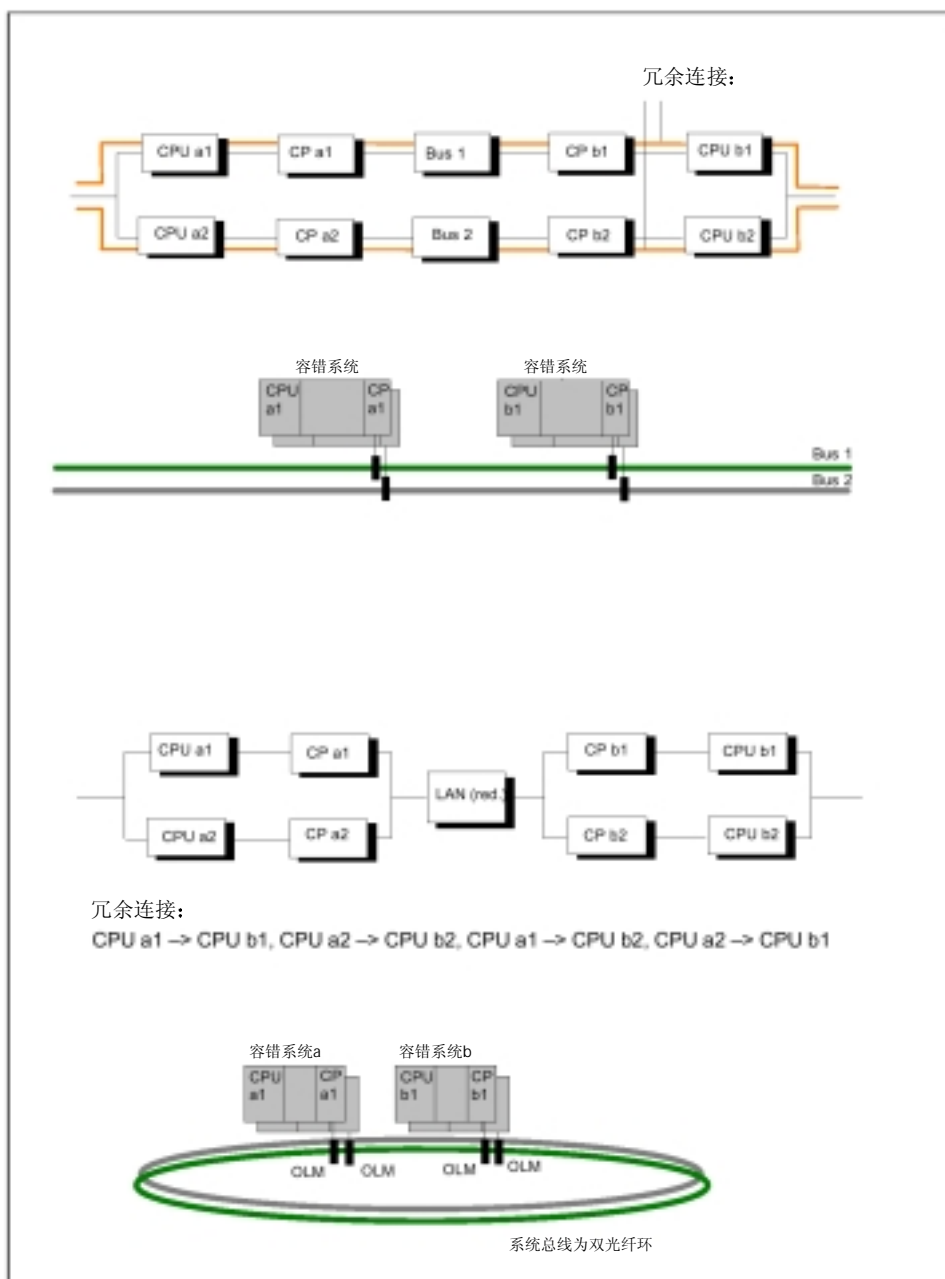 冗余连接：
CPU a1
CP a1
Bus 1
CP b1
CPU b1
CPU a2
CP a2
Bus 2
CP b2
CPU b2
容错系统
容错系统
CPU
a1
CP
a1
CPU
b1
CP
b1
Bus 1
Bus 2
CPU a1
CP a1
CP b1
CPU b1
LAN (red.)
CPU a2
CP a2
CP b2
CPU b2
冗余连接：
CPU a1 –> CPU b1, CPU a2 –> CPU b2, CPU a1 –> CPU b2, CPU a2 –> CPU b1
容错系统a
容错系统b
CPU
a1
CP
a1
CPU
b1
CP
b1
OLM
OLM
OLM
OLM
系统总线为双光纤环